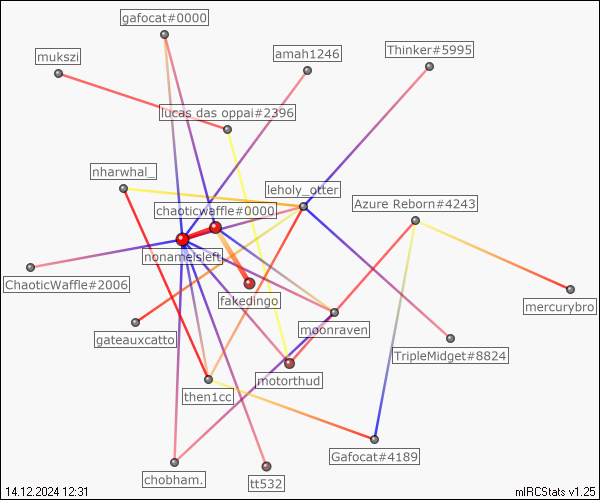 gafocat#0000
Thinker#5995
mukszi
amah1246
lucas das oppai#2396
nharwhal_
leholy_otter
Azure Reborn#4243
chaoticwaffle#0000
nonameisleft
ChaoticWaffle#2006
fakedingo
mercurybro
moonraven
gateauxcatto
TripleMidget#8824
motorthud
then1cc
Gafocat#4189
chobham.
tt532
14.12.2024 12:31
mIRCStats v1.25